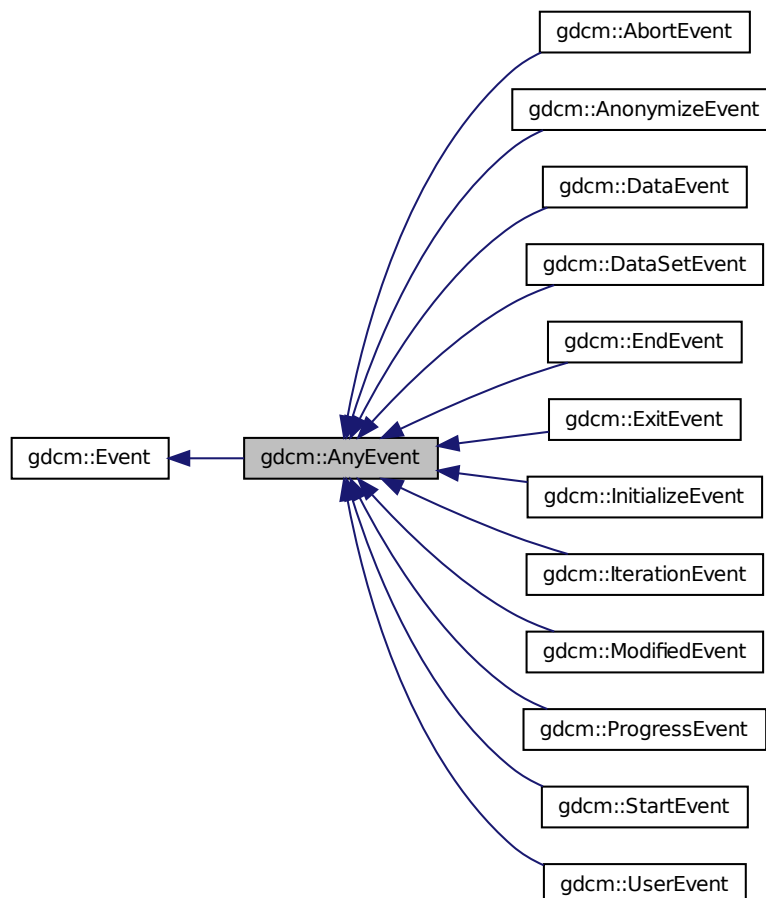 gdcm::AbortEvent
gdcm::AnonymizeEvent
gdcm::DataEvent
gdcm::DataSetEvent
gdcm::EndEvent
gdcm::ExitEvent
gdcm::Event
gdcm::AnyEvent
gdcm::InitializeEvent
gdcm::IterationEvent
gdcm::ModifiedEvent
gdcm::ProgressEvent
gdcm::StartEvent
gdcm::UserEvent